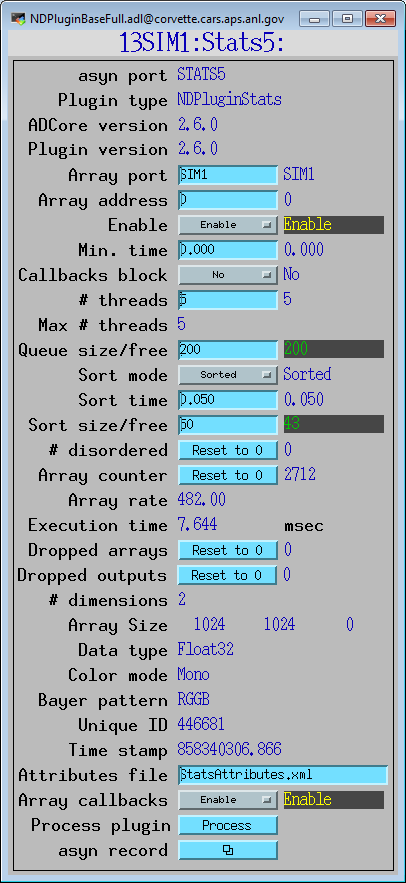 NDPluginBaseFull.adl@corvette.cars.aps.anl.gov
13SIM1:Stats5:
asyn port STATS5
Plugin type NDPluginStats
ADCore version 2.6.0
Plugin version 2.6.0
Array port SIM1 SIM1
Array address 0 0
Enable Enable Enable
Min. time 0.000 0.000
Callbacks block No No
# threads 5 5
Max # threads 5
Queue size/free 200 200
Sort mode Sorted Sorted
Sort time 0.050 0.050
Sort size/free 50 43
# disordered Reset to 0 0
Array counter Reset to 0 2712
Array rate 482.00
Execution time 7.644 msec
Dropped arrays Reset to 0 0
Dropped outputs Reset to 0 0
# dimensions 2
Array Size 1024 1024 0
Data type Float32
Color mode Mono
Bayer pattern RGGB
Unique ID 446681
Time stamp 858340306.866
Attributes file StatsAttributes.xml
Array callbacks Enable Enable
Process plugin Process
asyn record